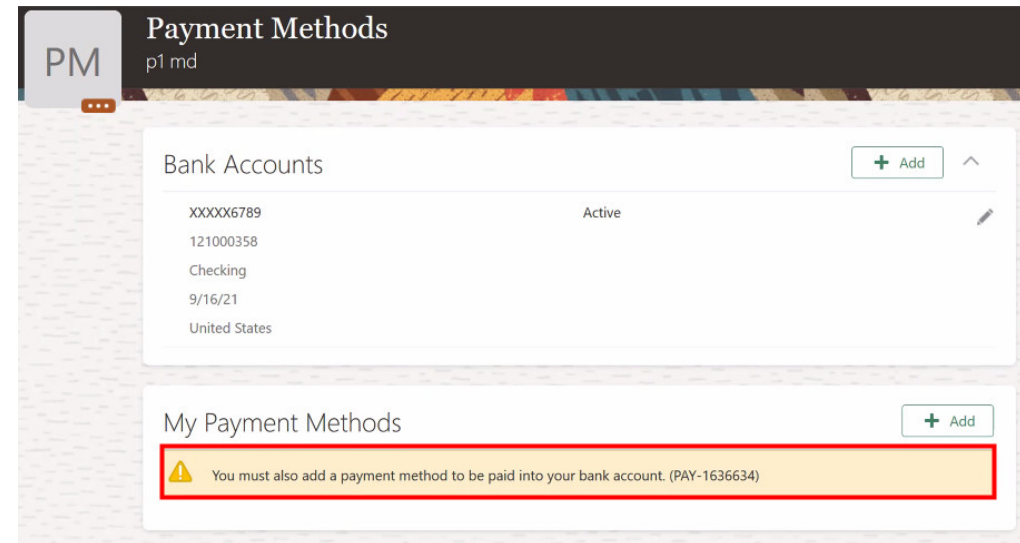 PM
Payment Methods
p1 md
Bank Accounts
+ Add
XXXXX6789 Active
121000358
Checking
9/16/21
United States
My Payment Methods
+ Add
You must also add a payment method to be paid into your bank account. (PAY-1636634)